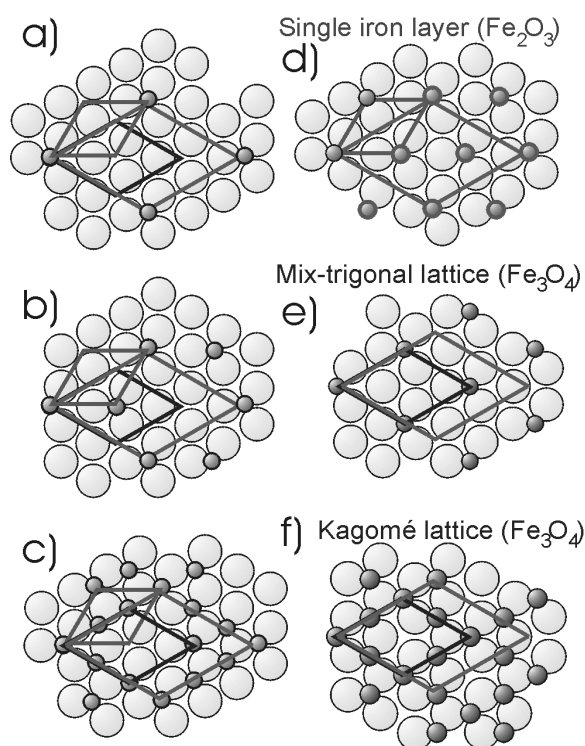 a)
Single iron layer (Fe₂O₃)
d)
b)
Mix-trigonal lattice (Fe₃O₄)
e)
c)
f) Kagomé lattice (Fe₃O₄)